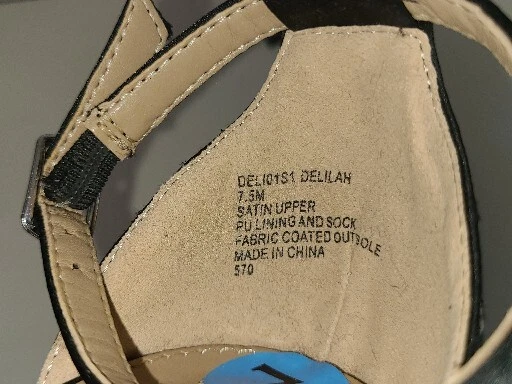 DELI01S1 DELILAH
7.5M
SATIN UPPER
PU LINING AND SOCK
FABRIC COATED OUTSOLE
MADE IN CHINA
570